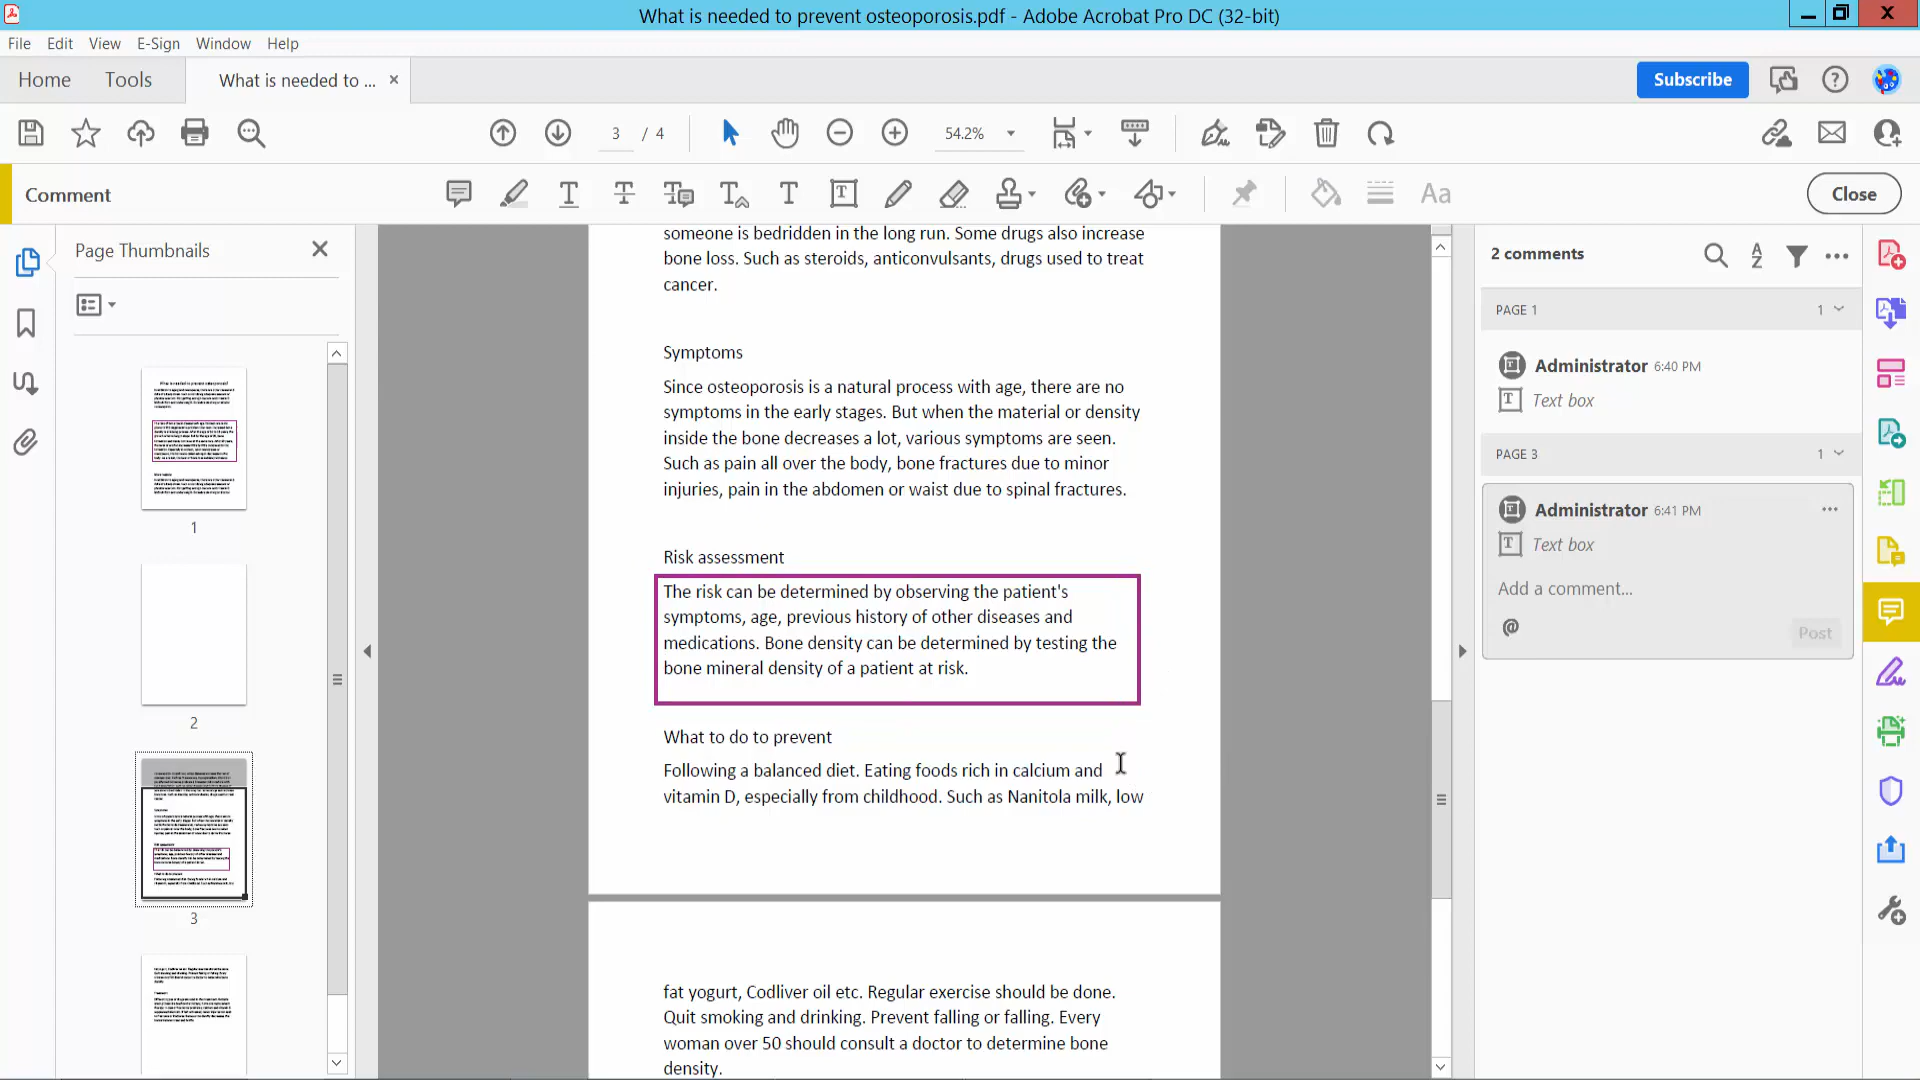 What is needed to prevent osteoporosis.pdf - Adobe Acrobat Pro DC (32-bit)
File Edit View E-Sign Window Help
Home Tools What is needed to ... × Subscribe
3 / 4 54.2%
Comment Close
Page Thumbnails
1
2
3
someone is bedridden in the long run. Some drugs also increase
bone loss. Such as steroids, anticonvulsants, drugs used to treat
cancer.
Symptoms
Since osteoporosis is a natural process with age, there are no
symptoms in the early stages. But when the material or density
inside the bone decreases a lot, various symptoms are seen.
Such as pain all over the body, bone fractures due to minor
injuries, pain in the abdomen or waist due to spinal fractures.
Risk assessment
The risk can be determined by observing the patient's
symptoms, age, previous history of other diseases and
medications. Bone density can be determined by testing the
bone mineral density of a patient at risk.
What to do to prevent
Following a balanced diet. Eating foods rich in calcium and
vitamin D, especially from childhood. Such as Nanitola milk, low
fat yogurt, Codliver oil etc. Regular exercise should be done.
Quit smoking and drinking. Prevent falling or falling. Every
woman over 50 should consult a doctor to determine bone
density.
2 comments
PAGE 1 1
Administrator 6:40 PM
Text box
PAGE 3 1
Administrator 6:41 PM
Text box
Add a comment...
@ Post